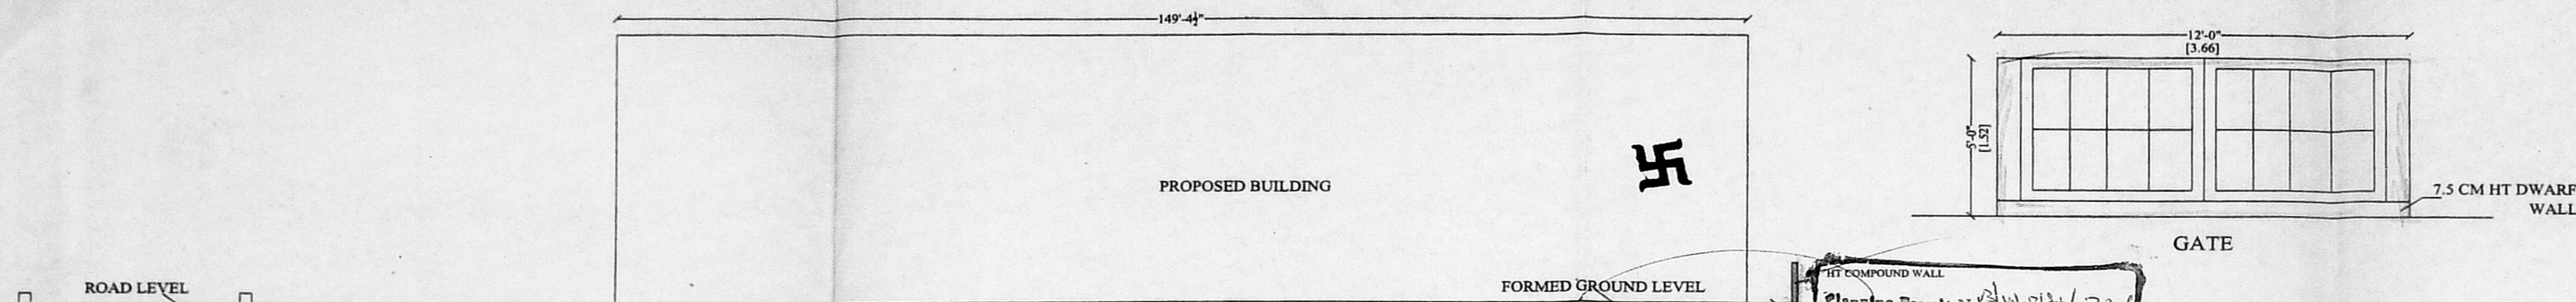 149'-4½"
12'-0"
[3.66]
5'-0"
[1.52]
PROPOSED BUILDING
7.5 CM HT DWARF
WALL
GATE
ROAD LEVEL
FORMED GROUND LEVEL
HT COMPOUND WALL